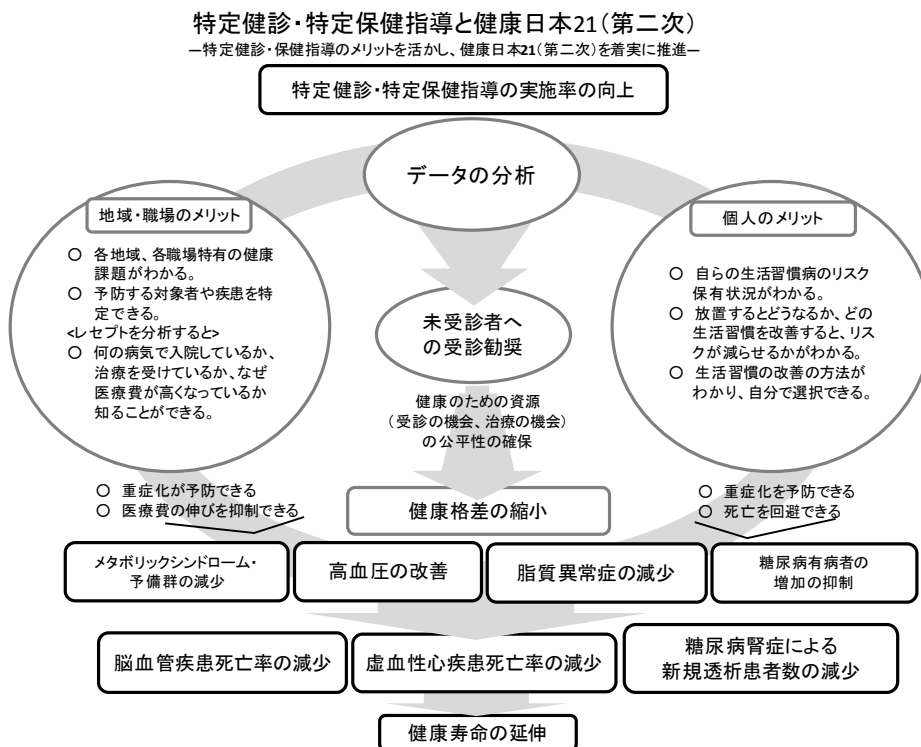 特定健診・特定保健指導と健康日本21(第二次)
―特定健診・保健指導のメリットを活かし、健康日本21(第二次)を着実に推進―
特定健診・特定保健指導の実施率の向上
データの分析
地域・職場のメリット
○ 各地域、各職場特有の健康
課題がわかる。
○ 予防する対象者や疾患を特
定できる。
<レセプトを分析すると>
○ 何の病気で入院しているか、
治療を受けているか、なぜ
医療費が高くなっているか
知ることができる。
個人のメリット
○ 自らの生活習慣病のリスク
保有状況がわかる。
○ 放置するとどうなるか、どの
生活習慣を改善すると、リス
クが減らせるかがわかる。
○ 生活習慣の改善の方法が
わかり、自分で選択できる。
未受診者へ
の受診勧奨
健康のための資源
(受診の機会、治療の機会)
の公平性の確保
健康格差の縮小
○ 重症化が予防できる
○ 医療費の伸びを抑制できる
○ 重症化を予防できる
○ 死亡を回避できる
メタボリックシンドローム・
予備群の減少
高血圧の改善
脂質異常症の減少
糖尿病有病者の
増加の抑制
脳血管疾患死亡率の減少
虚血性心疾患死亡率の減少
糖尿病腎症による
新規透析患者数の減少
健康寿命の延伸